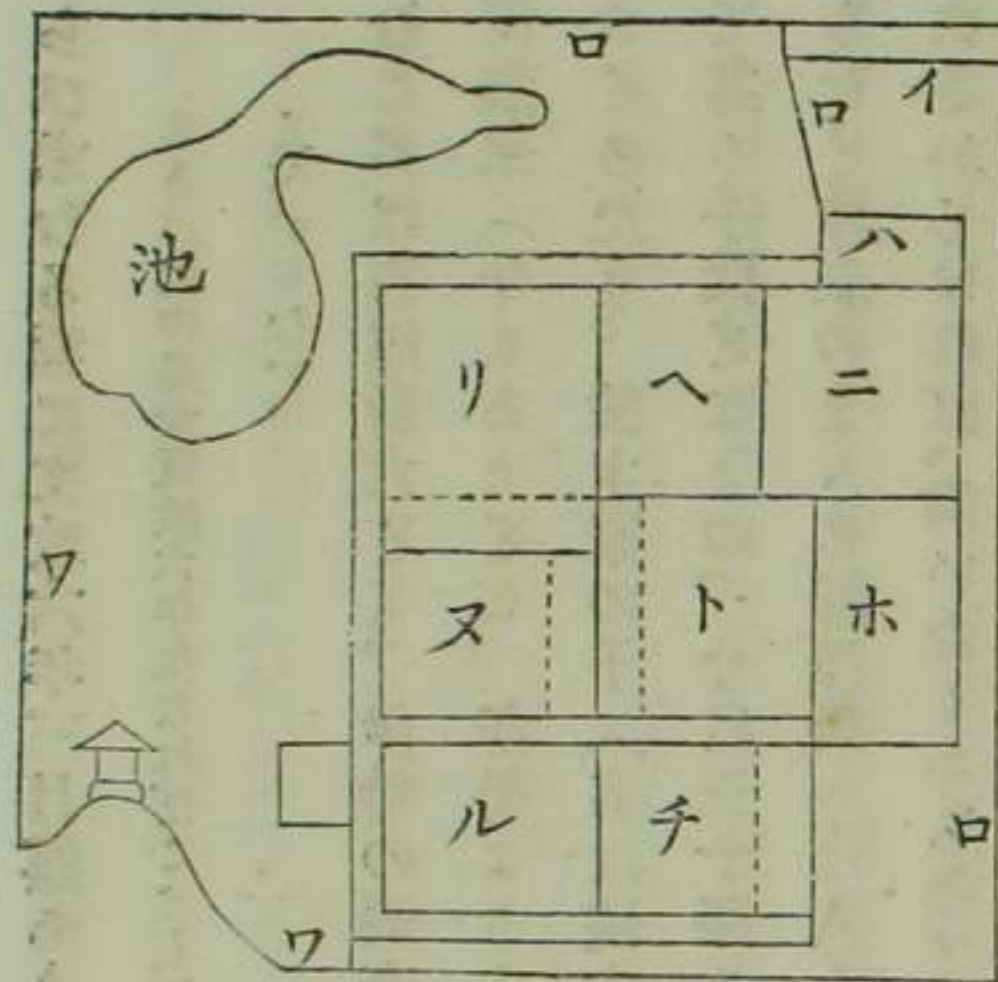 イ
ロ
ロ
ハ
ニ
ヘ
リ
池
ホ
ト
ヌ
ワ
チ
ル
ロ
ワ